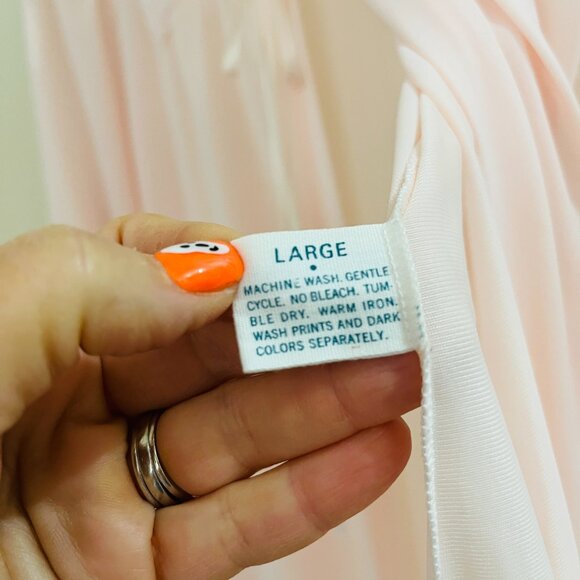 LARGE
•
MACHINE WASH. GENTLE
CYCLE. NO BLEACH. TUM-
BLE DRY. WARM IRON.
WASH PRINTS AND DARK
COLORS SEPARATELY.